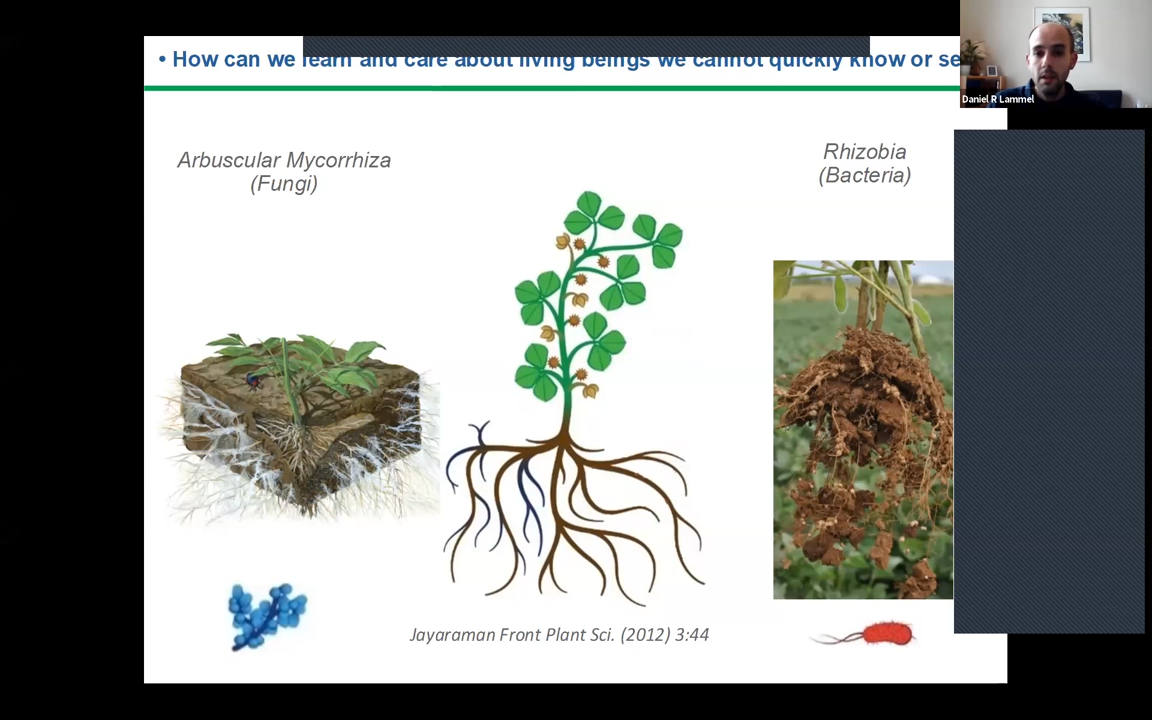 • How can we learn and care about living beings we cannot quickly know or se
Daniel R Lammel
Arbuscular Mycorrhiza
(Fungi)
Rhizobia
(Bacteria)
Jayaraman Front Plant Sci. (2012) 3:44